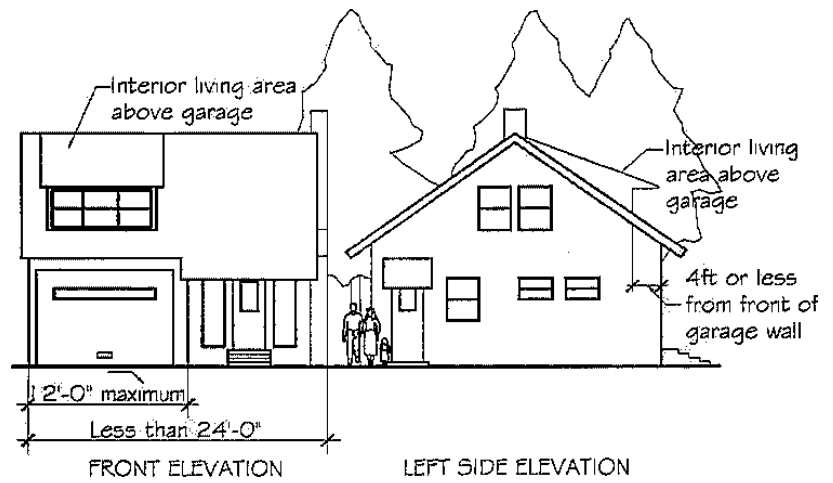 Interior living area
above garage
Interior living
area above
garage
4ft or less
from front of
garage wall
12'-0" maximum
Less than 24'-0"
FRONT ELEVATION
LEFT SIDE ELEVATION